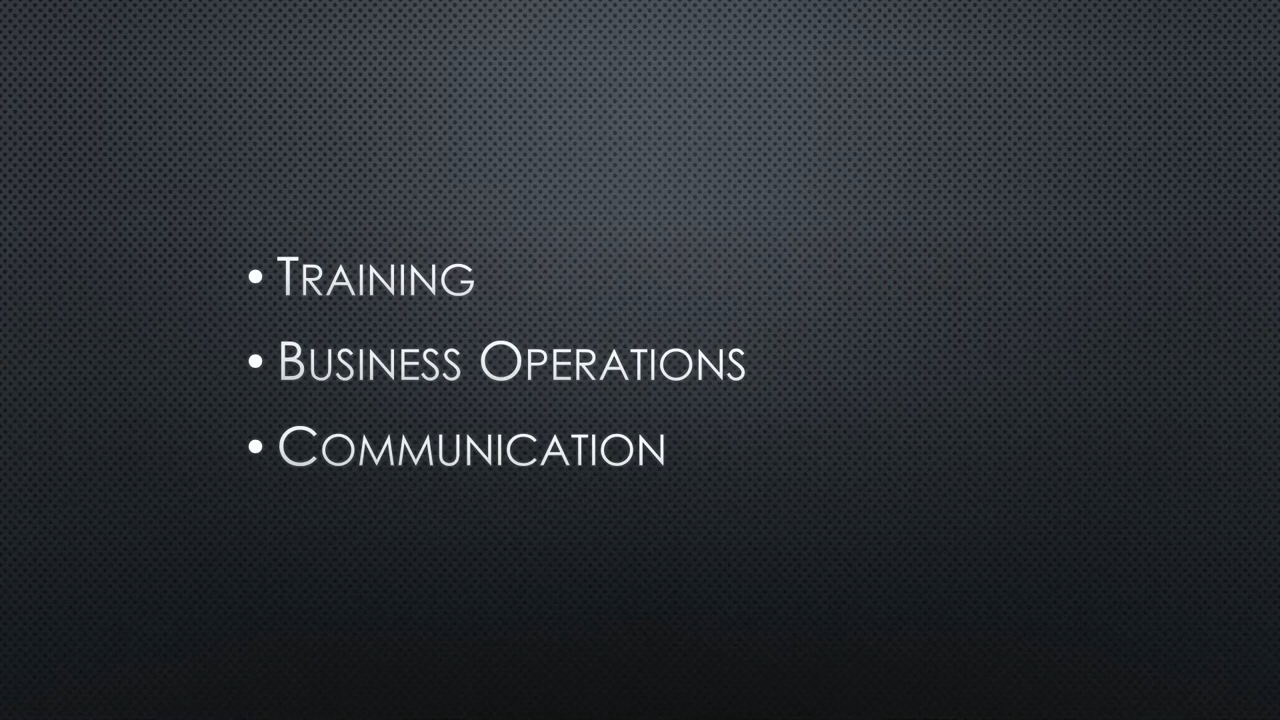 • Training
• Business Operations
• Communication